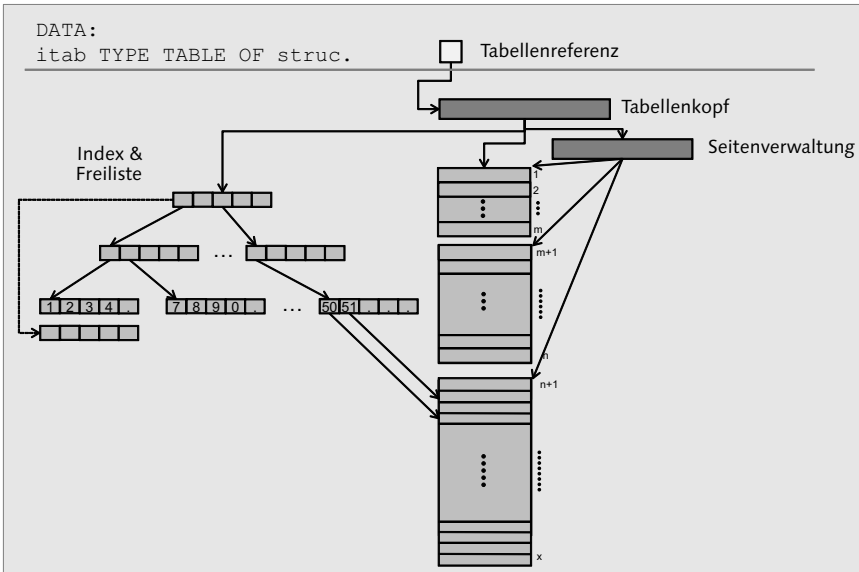 DATA:
itab TYPE TABLE OF struc.
Tabellenreferenz
Tabellenkopf
Seitenverwaltung
Index &
Freiliste
1
2
m
m+1
n
n+1
x
...
...
1 2 3 4 .
7 8 9 0 .
...
50 51 . . .